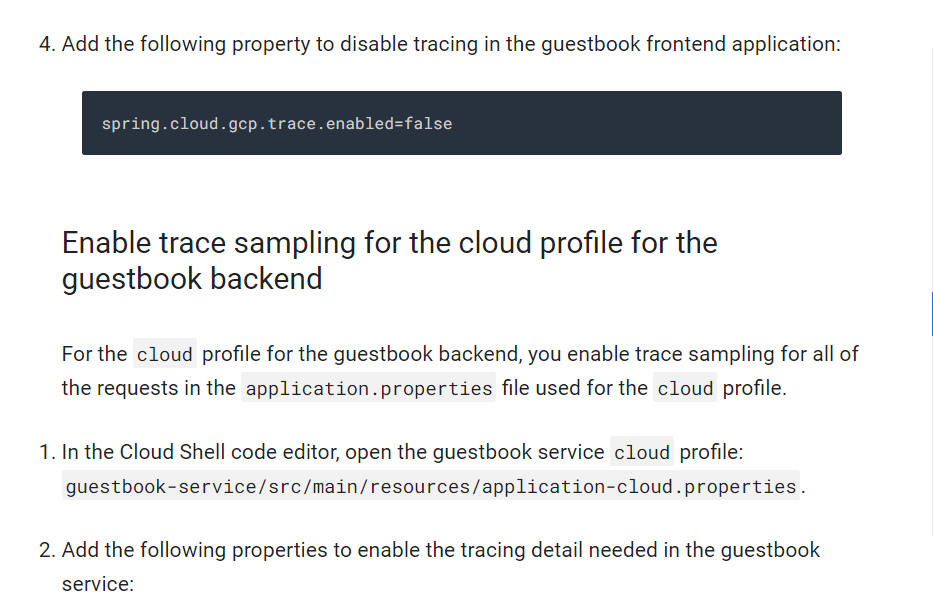 4. Add the following property to disable tracing in the guestbook frontend application:
spring.cloud.gcp.trace.enabled=false
Enable trace sampling for the cloud profile for the
guestbook backend
For the cloud profile for the guestbook backend, you enable trace sampling for all of
the requests in the application.properties file used for the cloud profile.
1. In the Cloud Shell code editor, open the guestbook service cloud profile:
guestbook-service/src/main/resources/application-cloud.properties.
2. Add the following properties to enable the tracing detail needed in the guestbook
service: